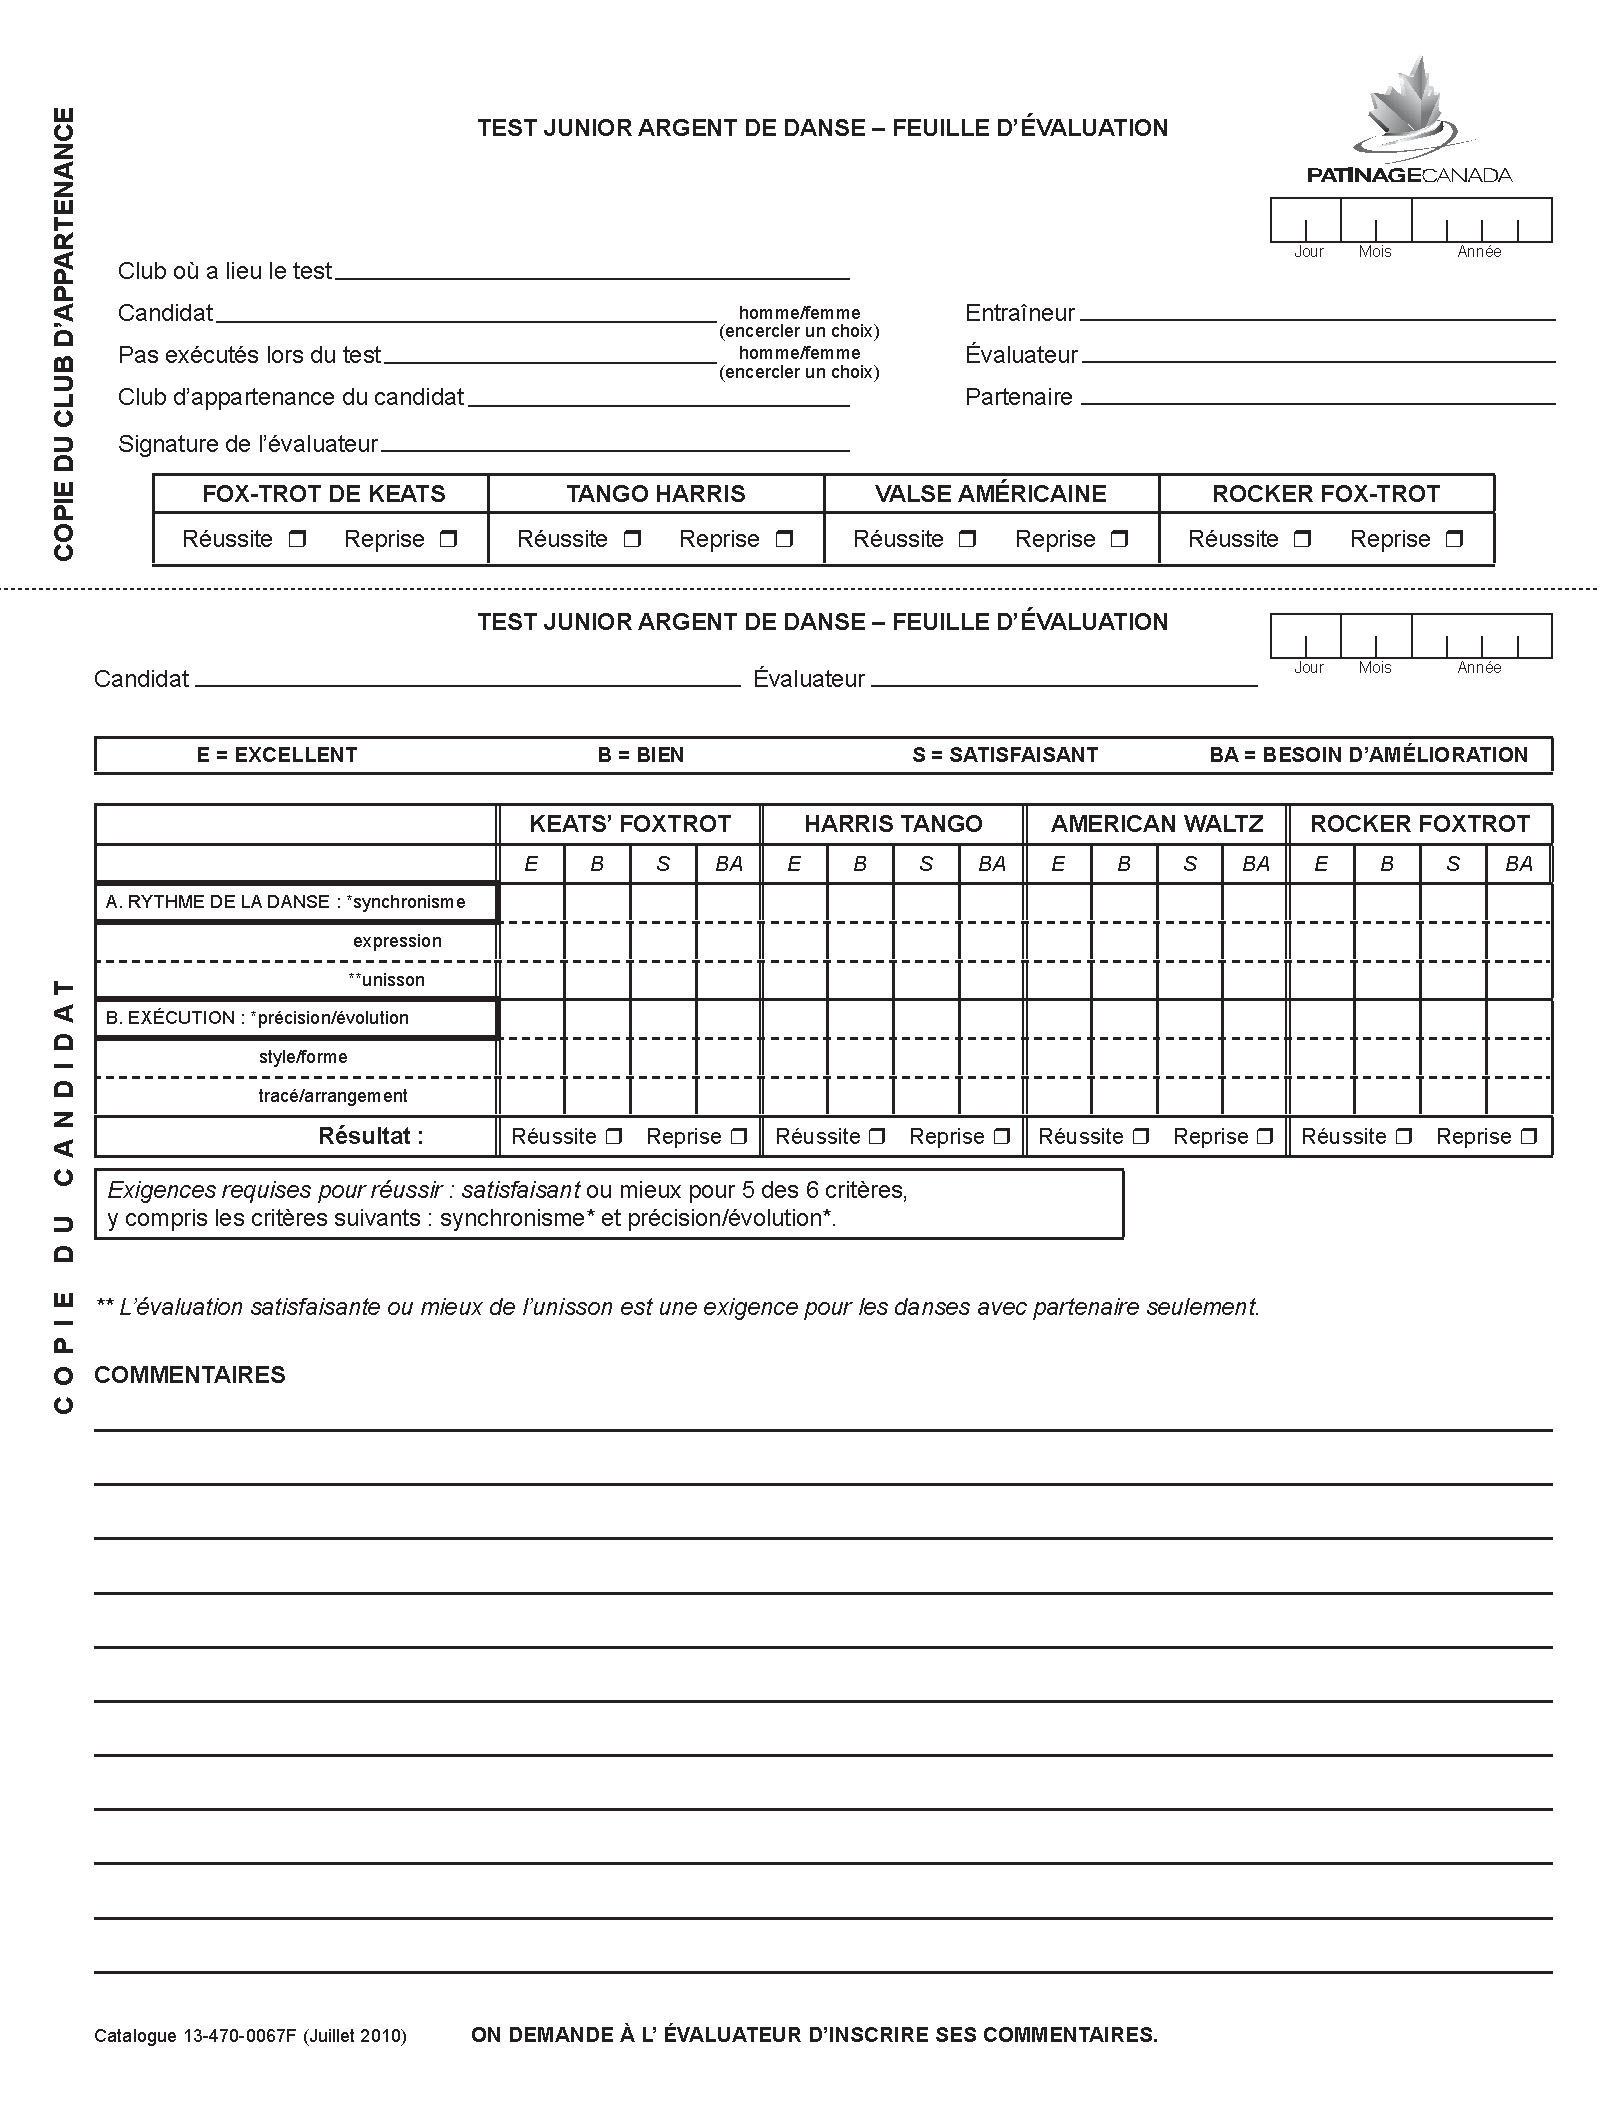 COPIE DU CLUB D’APPARTENANCE
TEST JUNIOR ARGENT DE DANSE – FEUILLE D’ÉVALUATION
PATINAGECANADA
Jour Mois Année
Club où a lieu le test
Candidat homme/femme (encercler un choix) Entraîneur
Pas exécutés lors du test homme/femme (encercler un choix) Évaluateur
Club d’appartenance du candidat Partenaire
Signature de l’évaluateur
FOX-TROT DE KEATS TANGO HARRIS VALSE AMÉRICAINE ROCKER FOX-TROT
Réussite ❒ Reprise ❒ Réussite ❒ Reprise ❒ Réussite ❒ Reprise ❒ Réussite ❒ Reprise ❒
COPIE DU CANDIDAT
TEST JUNIOR ARGENT DE DANSE – FEUILLE D’ÉVALUATION
Jour Mois Année
Candidat Évaluateur
E = EXCELLENT B = BIEN S = SATISFAISANT BA = BESOIN D’AMÉLIORATION
KEATS’ FOXTROT HARRIS TANGO AMERICAN WALTZ ROCKER FOXTROT
E B S BA E B S BA E B S BA E B S BA
A. RYTHME DE LA DANSE : *synchronisme
expression
**unisson
B. EXÉCUTION : *précision/évolution
style/forme
tracé/arrangement
Résultat : Réussite ❒ Reprise ❒ Réussite ❒ Reprise ❒ Réussite ❒ Reprise ❒ Réussite ❒ Reprise ❒
Exigences requises pour réussir : satisfaisant ou mieux pour 5 des 6 critères,
y compris les critères suivants : synchronisme* et précision/évolution*.
** L’évaluation satisfaisante ou mieux de l’unisson est une exigence pour les danses avec partenaire seulement.
COMMENTAIRES
Catalogue 13-470-0067F (Juillet 2010) ON DEMANDE À L’ ÉVALUATEUR D’INSCRIRE SES COMMENTAIRES.